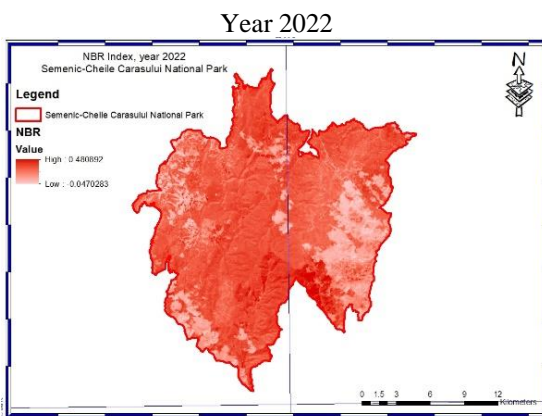 Year 2022
NBR Index, year 2022
Semenic-Cheile Carasului National Park
N
Legend
Semenic-Cheile Carasului National Park
NBR
Value
High : 0.480892
Low : -0.0470283
0 1.5 3 6 9 12
Kilometers